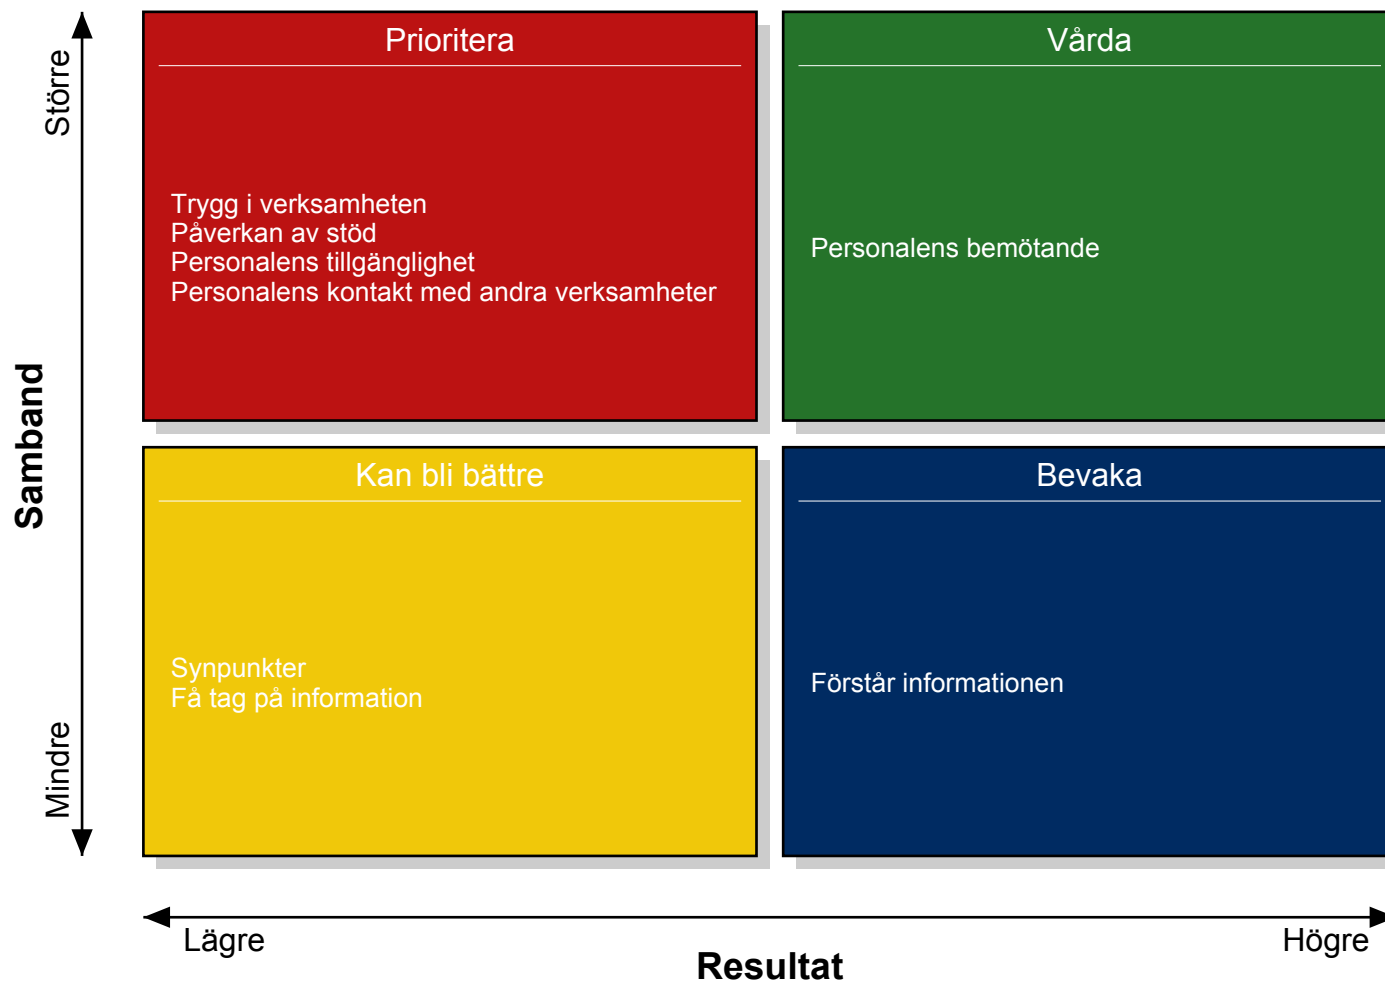 Prioritera
Trygg i verksamheten
Påverkan av stöd
Personalens tillgänglighet
Personalens kontakt med andra verksamheter
Vårda
Personalens bemötande
Kan bli bättre
Synpunkter
Få tag på information
Bevaka
Förstår informationen
Större
Samband
Mindre
Lägre
Högre
Resultat